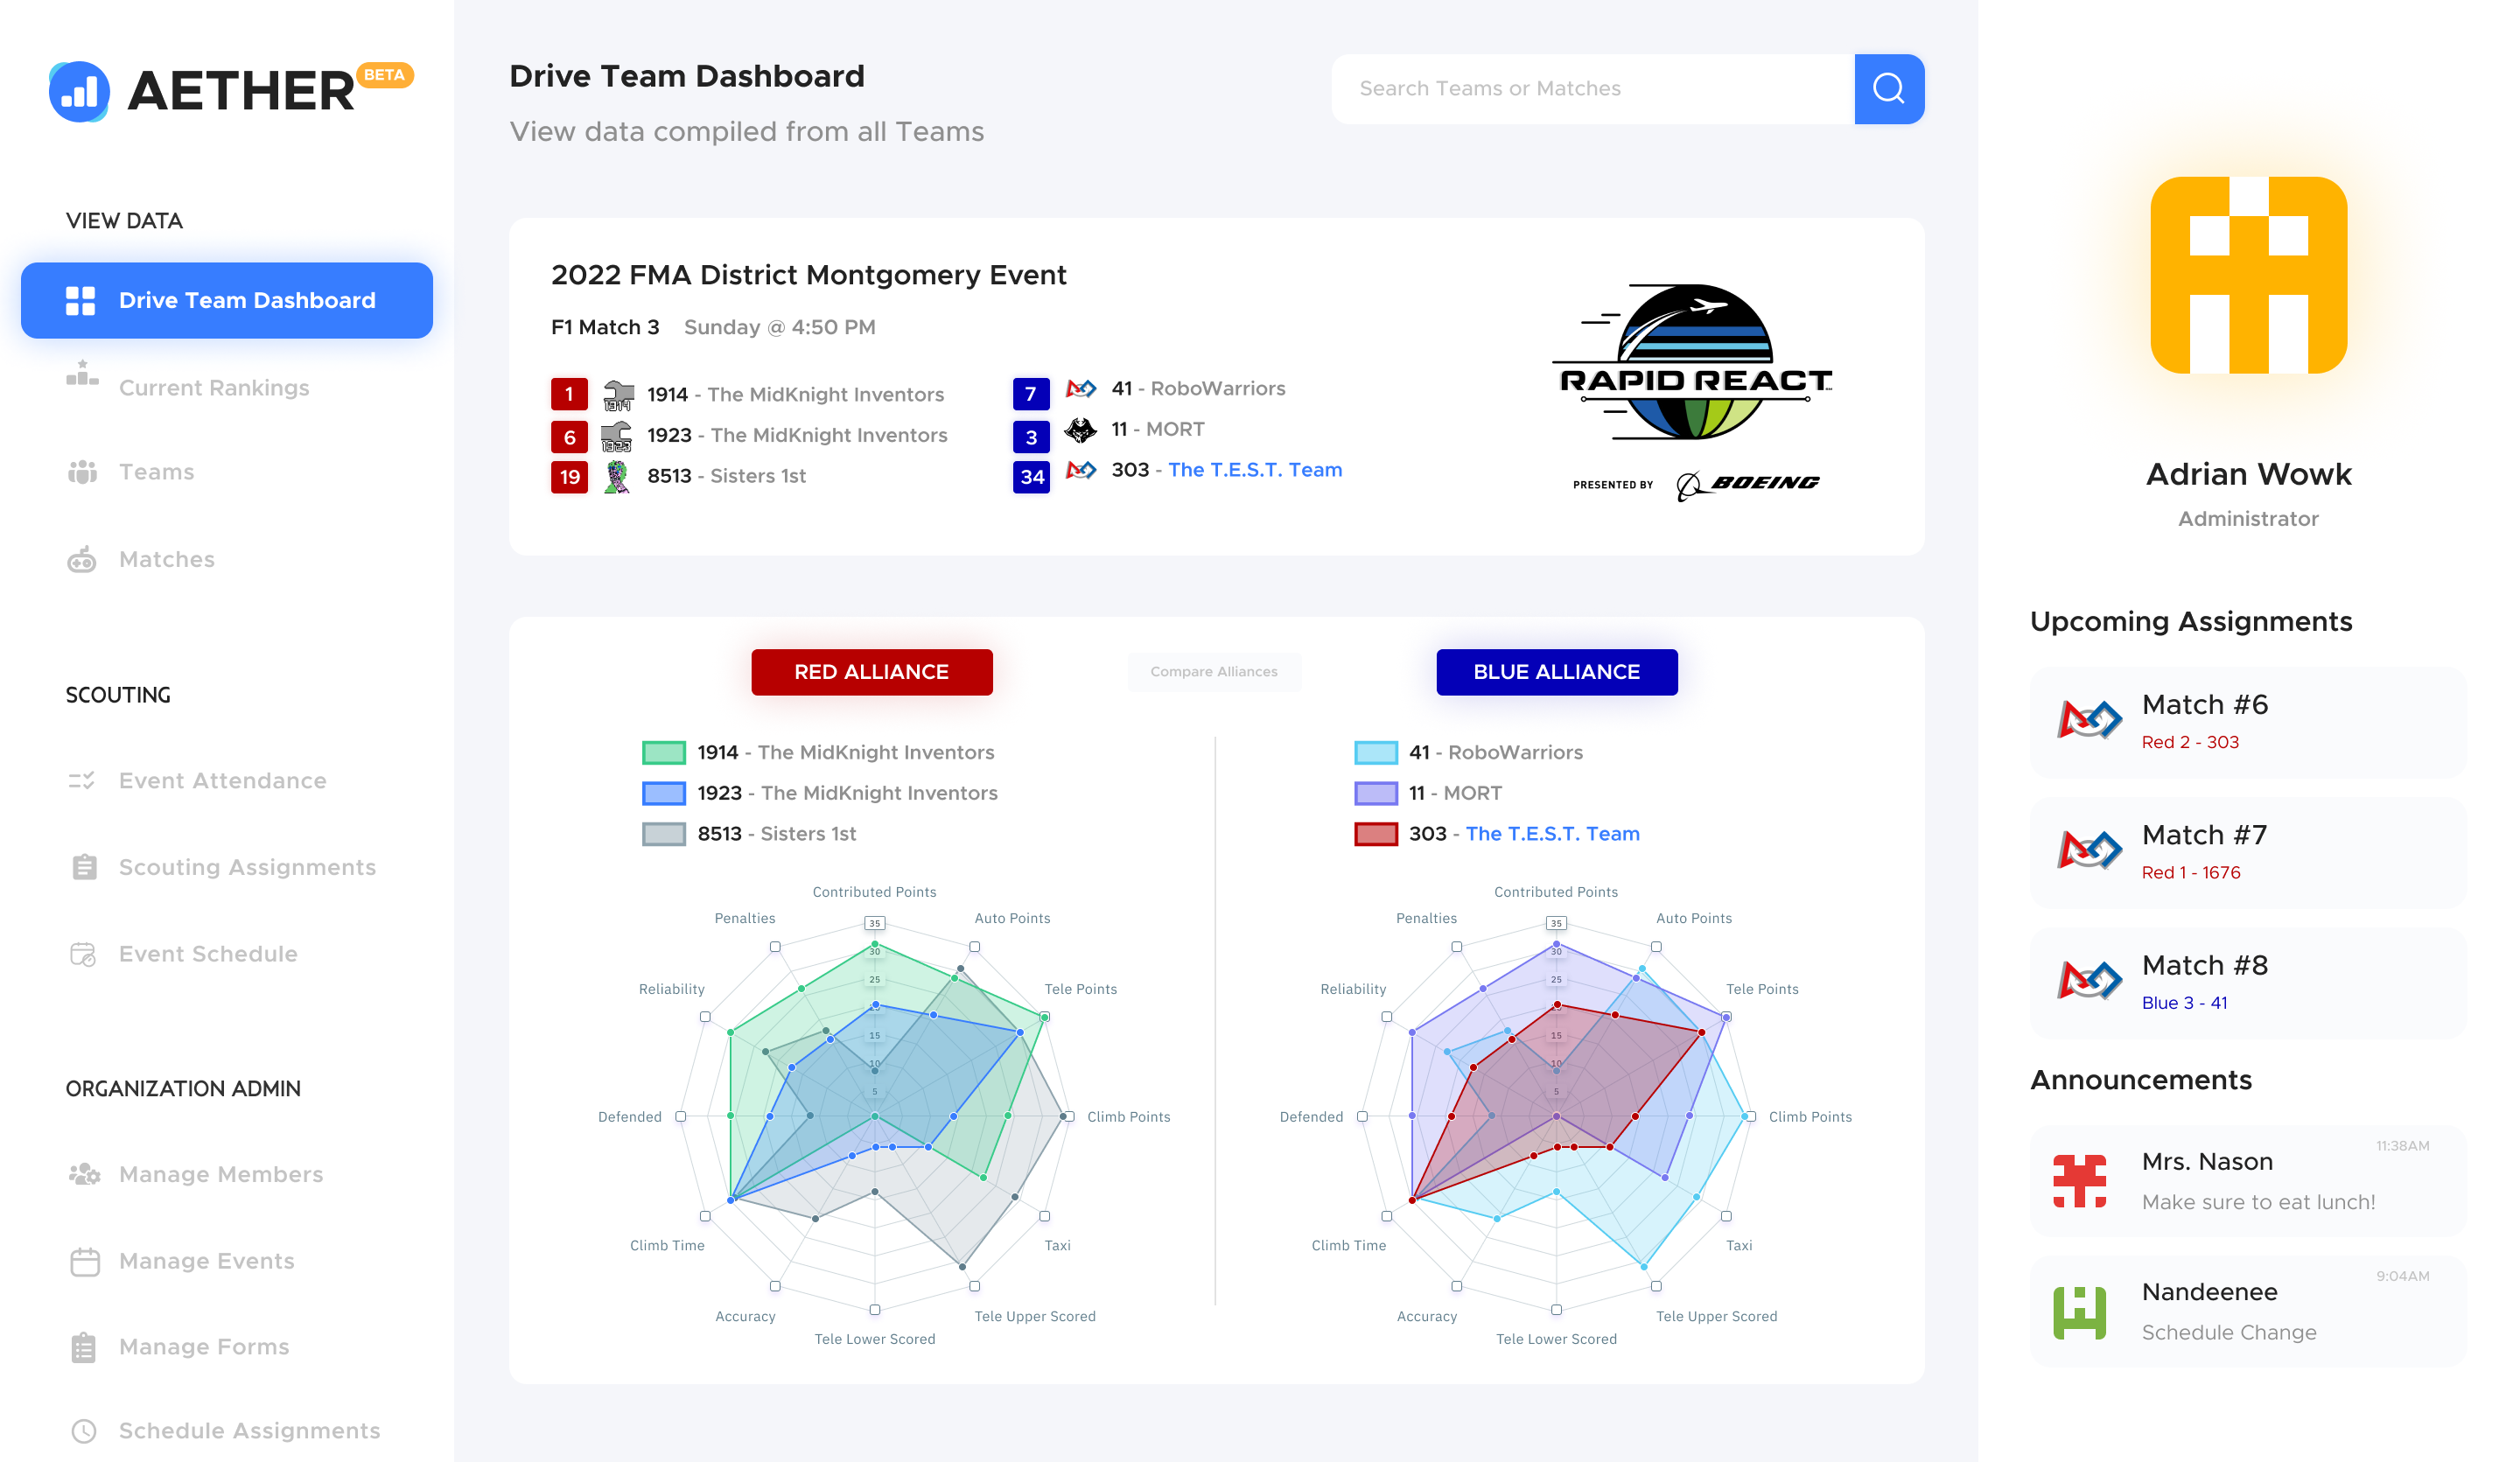 AETHER
BETA
VIEW DATA
Drive Team Dashboard
Current Rankings
Teams
Matches
SCOUTING
Event Attendance
Scouting Assignments
Event Schedule
ORGANIZATION ADMIN
Manage Members
Manage Events
Manage Forms
Schedule Assignments
Drive Team Dashboard
View data compiled from all Teams
Search Teams or Matches
2022 FMA District Montgomery Event
F1 Match 3 Sunday @ 4:50 PM
1 1914 1914 - The MidKnight Inventors
6 1923 1923 - The MidKnight Inventors
19 8513 - Sisters 1st
7 41 - RoboWarriors
3 11 - MORT
34 303 - The T.E.S.T. Team
RAPID REACT
PRESENTED BY BOEING
RED ALLIANCE
Compare Alliances
BLUE ALLIANCE
1914 - The MidKnight Inventors
1923 - The MidKnight Inventors
8513 - Sisters 1st
Contributed Points
Auto Points
Tele Points
Climb Points
Taxi
Tele Upper Scored
Tele Lower Scored
Accuracy
Climb Time
Defended
Reliability
Penalties
35
30
25
15
10
5
41 - RoboWarriors
11 - MORT
303 - The T.E.S.T. Team
Contributed Points
Auto Points
Tele Points
Climb Points
Taxi
Tele Upper Scored
Tele Lower Scored
Accuracy
Climb Time
Defended
Reliability
Penalties
35
30
25
15
10
5
Adrian Wowk
Administrator
Upcoming Assignments
Match #6
Red 2 - 303
Match #7
Red 1 - 1676
Match #8
Blue 3 - 41
Announcements
11:38AM
Mrs. Nason
Make sure to eat lunch!
9:04AM
Nandeenee
Schedule Change